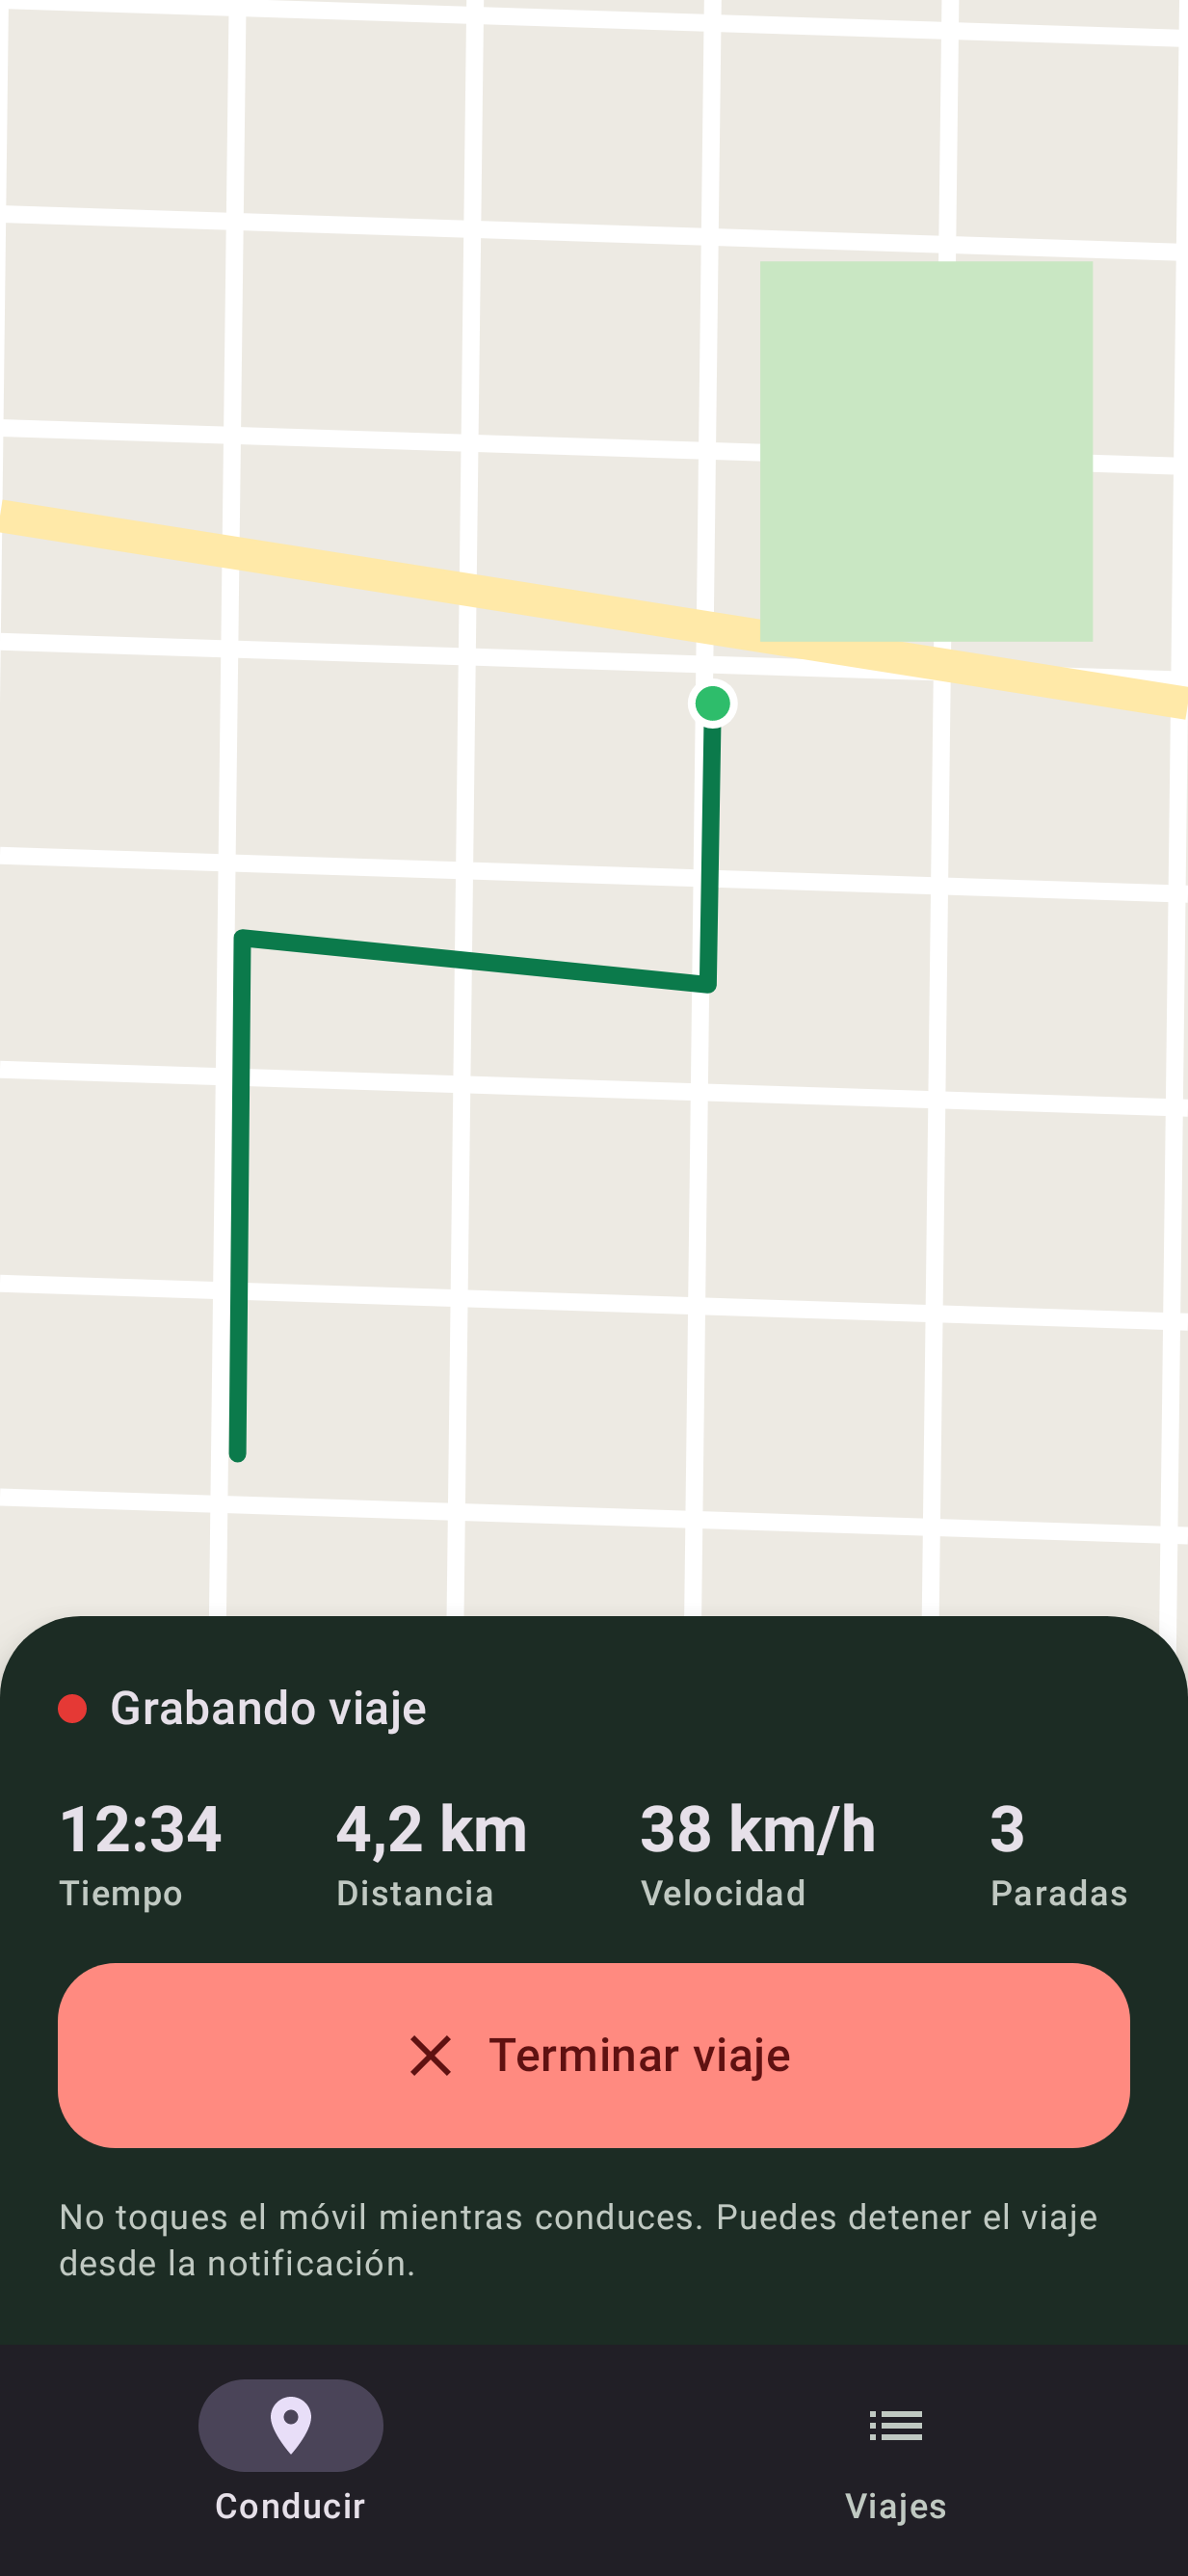 Grabando viaje
12:34 4,2 km 38 km/h 3
Tiempo Distancia Velocidad Paradas
Terminar viaje
No toques el móvil mientras conduces. Puedes detener el viaje
desde la notificación.
Conducir Viajes